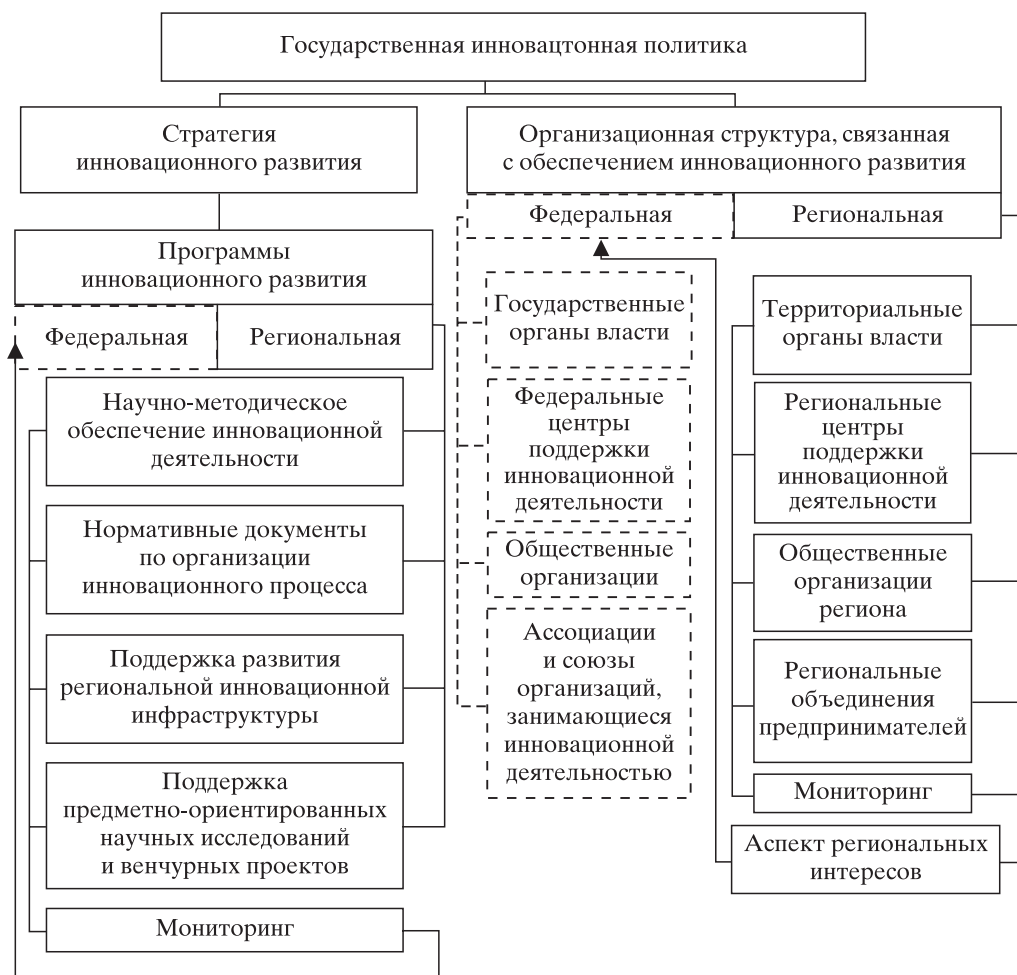 Государственная инновацтонная политика
Стратегия
инновационного развития
Организационная структура, связанная
с обеспечением инновационного развития
Федеральная
Региональная
Программы
инновационного развития
Федеральная
Региональная
Научно-методическое
обеспечение инновационной
деятельности
Нормативные документы
по организации
инновационного процесса
Поддержка развития
региональной инновационной
инфраструктуры
Поддержка
предметно-ориентированных
научных исследований
и венчурных проектов
Мониторинг
Государственные
органы власти
Федеральные
центры
поддержки
инновационной
деятельности
Общественные
организации
Ассоциации
и союзы
организаций,
занимающиеся
инновационной
деятельностью
Территориальные
органы власти
Региональные
центры
поддержки
инновационной
деятельности
Общественные
организации
региона
Региональные
объединения
предпринимателей
Мониторинг
Аспект региональных
интересов